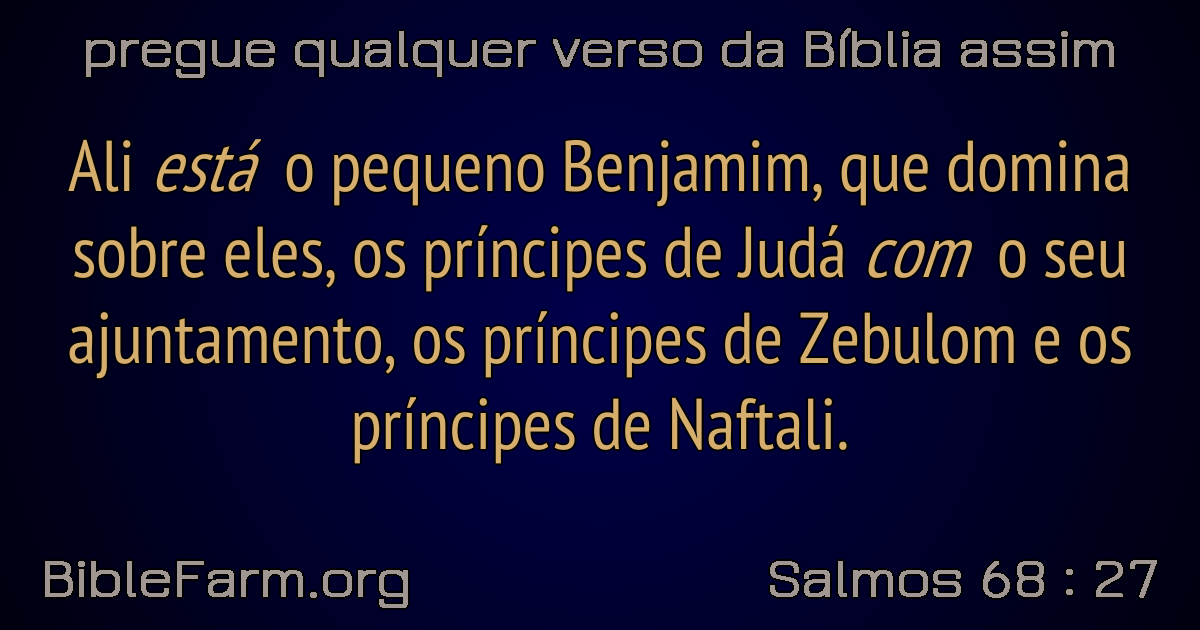 pregue qualquer verso da Bíblia assim
Ali está o pequeno Benjamim, que domina
sobre eles, os príncipes de Judá com o seu
ajuntamento, os príncipes de Zebulom e os
príncipes de Naftali.
BibleFarm.org
Salmos 68 : 27